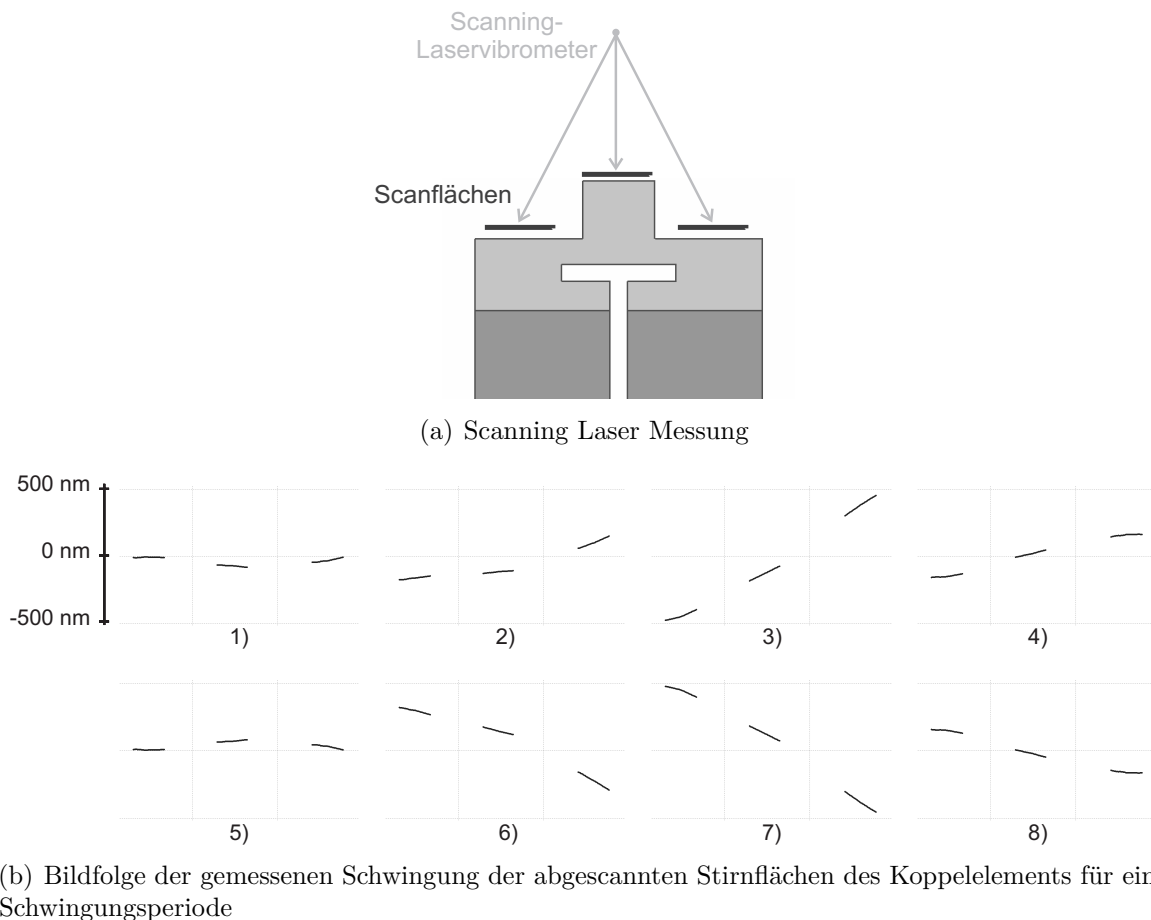 Scanning-
Laservibrometer
Scanflächen
(a) Scanning Laser Messung
500 nm
0 nm
-500 nm
1)
2)
3)
4)
5)
6)
7)
8)
(b) Bildfolge der gemessenen Schwingung der abgescannten Stirnflächen des Koppelelements für ein
Schwingungsperiode